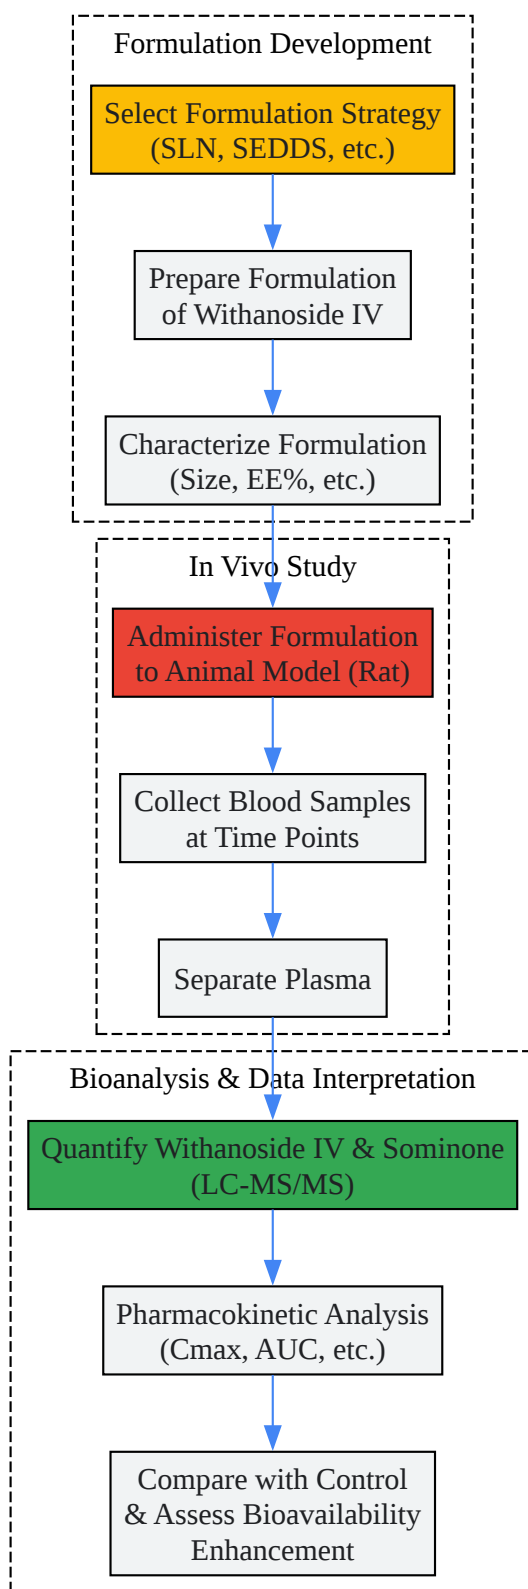 Formulation Development
Select Formulation Strategy
(SLN, SEDDS, etc.)
Prepare Formulation
of Withanoside IV
Characterize Formulation
(Size, EE%, etc.)
In Vivo Study
Administer Formulation
to Animal Model (Rat)
Collect Blood Samples
at Time Points
Separate Plasma
Bioanalysis & Data Interpretation
Quantify Withanoside IV & Sominone
(LC-MS/MS)
Pharmacokinetic Analysis
(Cmax, AUC, etc.)
Compare with Control
& Assess Bioavailability
Enhancement